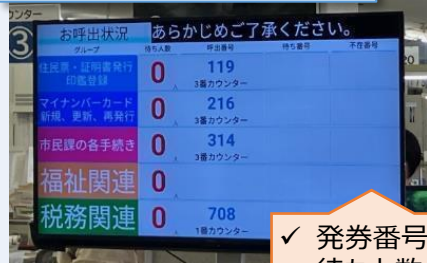 ンター
③
お呼出状況
あらかじめご了承ください。
グループ
待ち人数
呼出番号
待ち番号
不在番号
住民票・証明書発行
印鑑登録
0
人
119
3番カウンター
マイナンバーカード
新規、更新、再発行
0
人
216
3番カウンター
市民課の各手続き
0
人
314
3番カウンター
福祉関連
0
人
税務関連
0
人
708
1番カウンター
✓ 発券番号